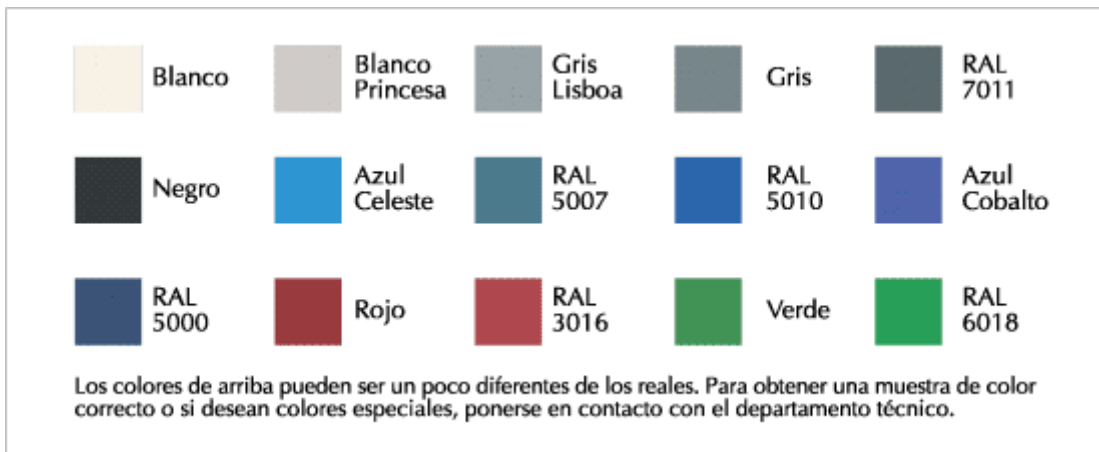 Blanco
Blanco
Princesa
Gris
Lisboa
Gris
RAL
7011
Negro
Azul
Celeste
RAL
5007
RAL
5010
Azul
Cobalto
RAL
5000
Rojo
RAL
3016
Verde
RAL
6018
Los colores de arriba pueden ser un poco diferentes de los reales. Para obtener una muestra de color
correcto o si desean colores especiales, ponerse en contacto con el departamento técnico.